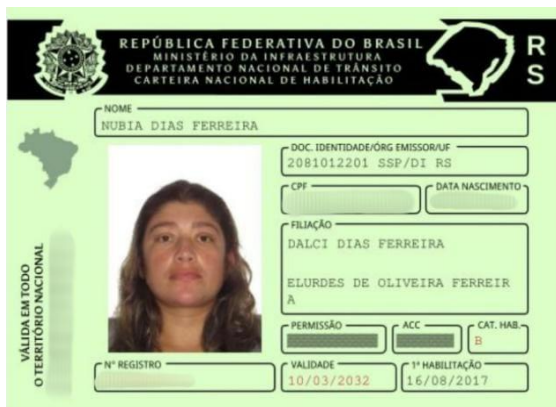 REPÚBLICA FEDERATIVA DO BRASIL
MINISTÉRIO DA INFRAESTRUTURA
DEPARTAMENTO NACIONAL DE TRÂNSITO
CARTEIRA NACIONAL DE HABILITAÇÃO
RS
NOME
NUBIA DIAS FERREIRA
DOC. IDENTIDADE/ÓRG EMISSOR/UF
2081012201 SSP/DI RS
CPF
DATA NASCIMENTO
FILIAÇÃO
DALCI DIAS FERREIRA
ELURDES DE OLIVEIRA FERREIR
A
PERMISSÃO
ACC
CAT. HAB.
B
VÁLIDA EM TODO
O TERRITÓRIO NACIONAL
Nº REGISTRO
VALIDADE
10/03/2032
1ª HABILITAÇÃO
16/08/2017